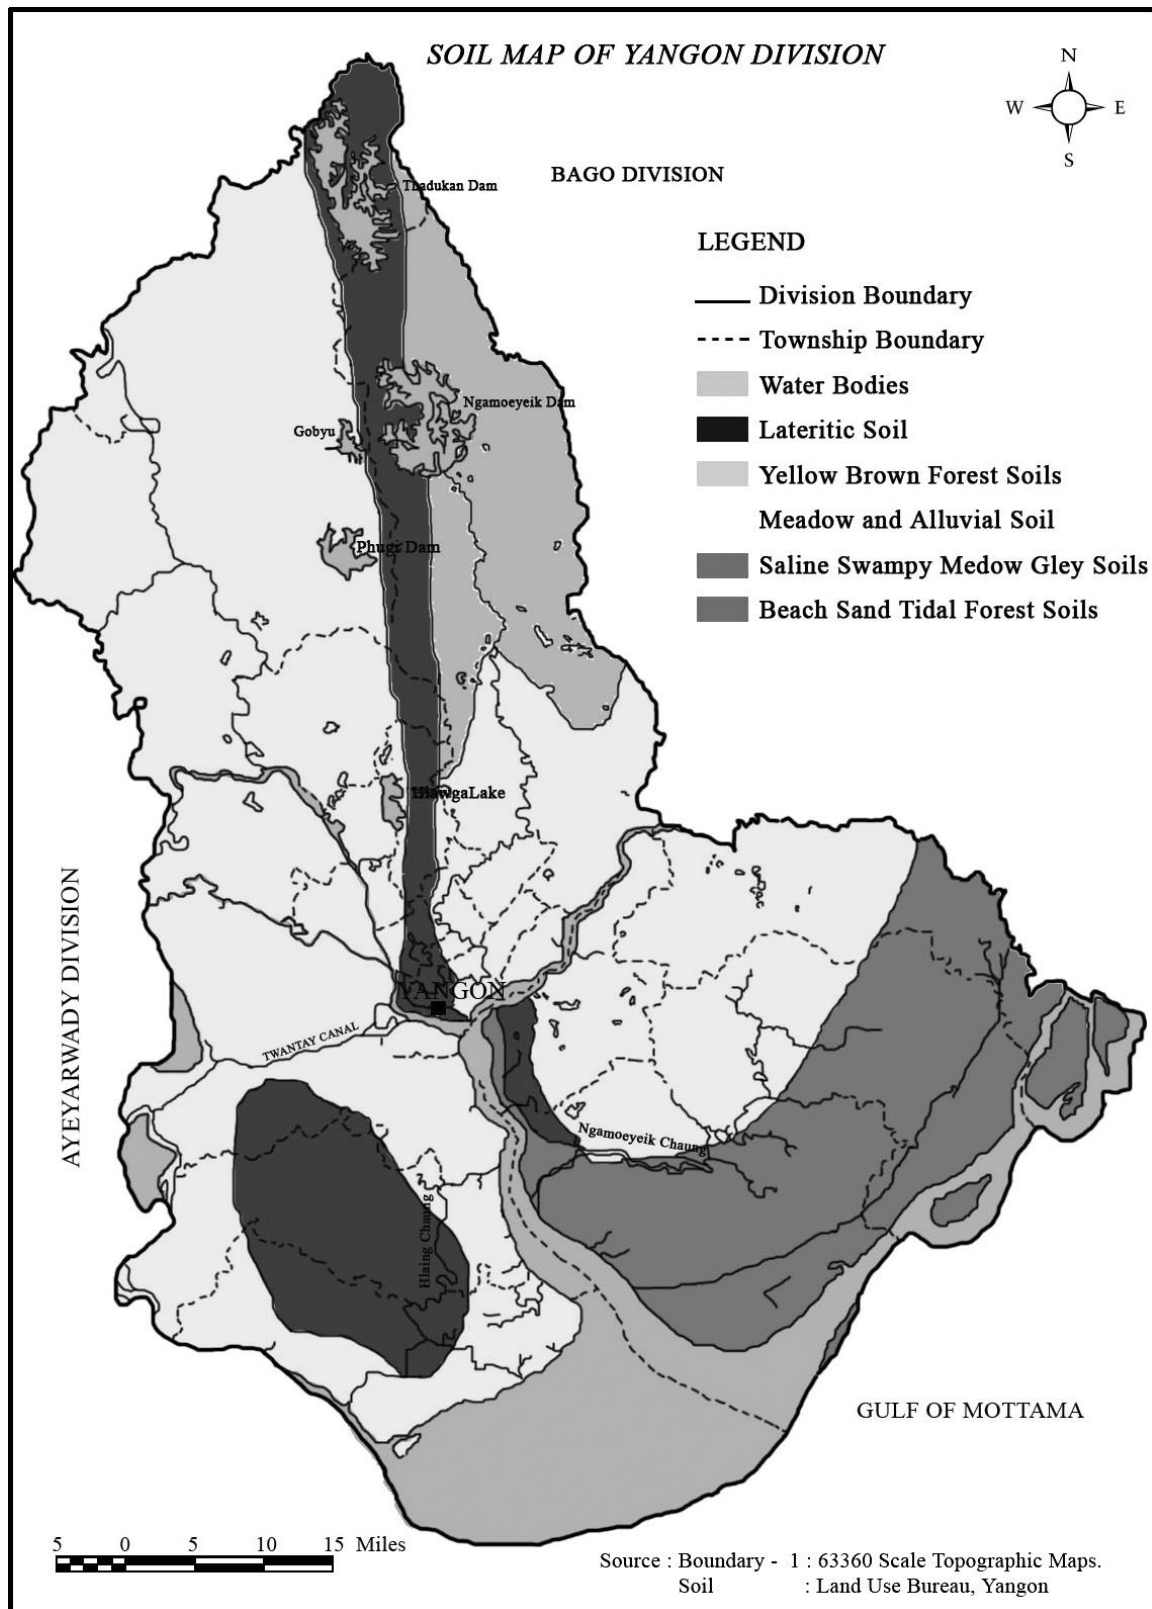 SOIL MAP OF YANGON DIVISION
N
W E
S
BAGO DIVISION
Thadukan Dam
LEGEND
Division Boundary
Township Boundary
Water Bodies
Lateritic Soil
Yellow Brown Forest Soils
Meadow and Alluvial Soil
Saline Swampy Medow Gley Soils
Beach Sand Tidal Forest Soils
Ngamoeyeik Dam
Gobyu
Phugi Dam
HlawgaLake
AYEYARWADY DIVISION
YANGON
TWANTAY CANAL
Ngamoeyeik Chaung
Hlaing Chaung
GULF OF MOTTAMA
5 0 5 10 15 Miles
Source : Boundary - 1 : 63360 Scale Topographic Maps.
Soil : Land Use Bureau, Yangon